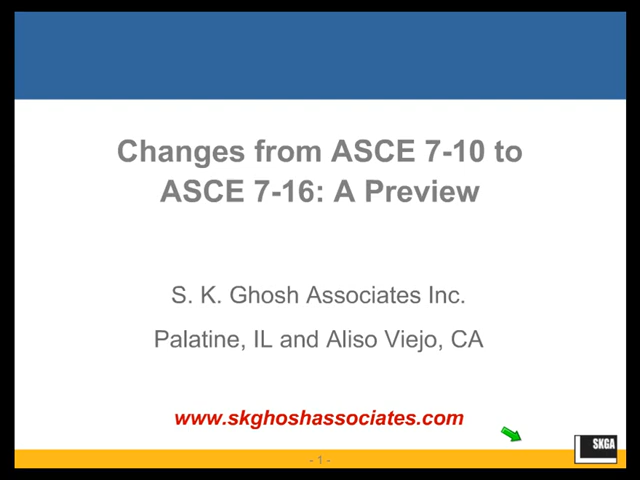 Changes from ASCE 7-10 to
ASCE 7-16: A Preview
S. K. Ghosh Associates Inc.
Palatine, IL and Aliso Viejo, CA
www.skghoshassociates.com
SKGA
- 1 -